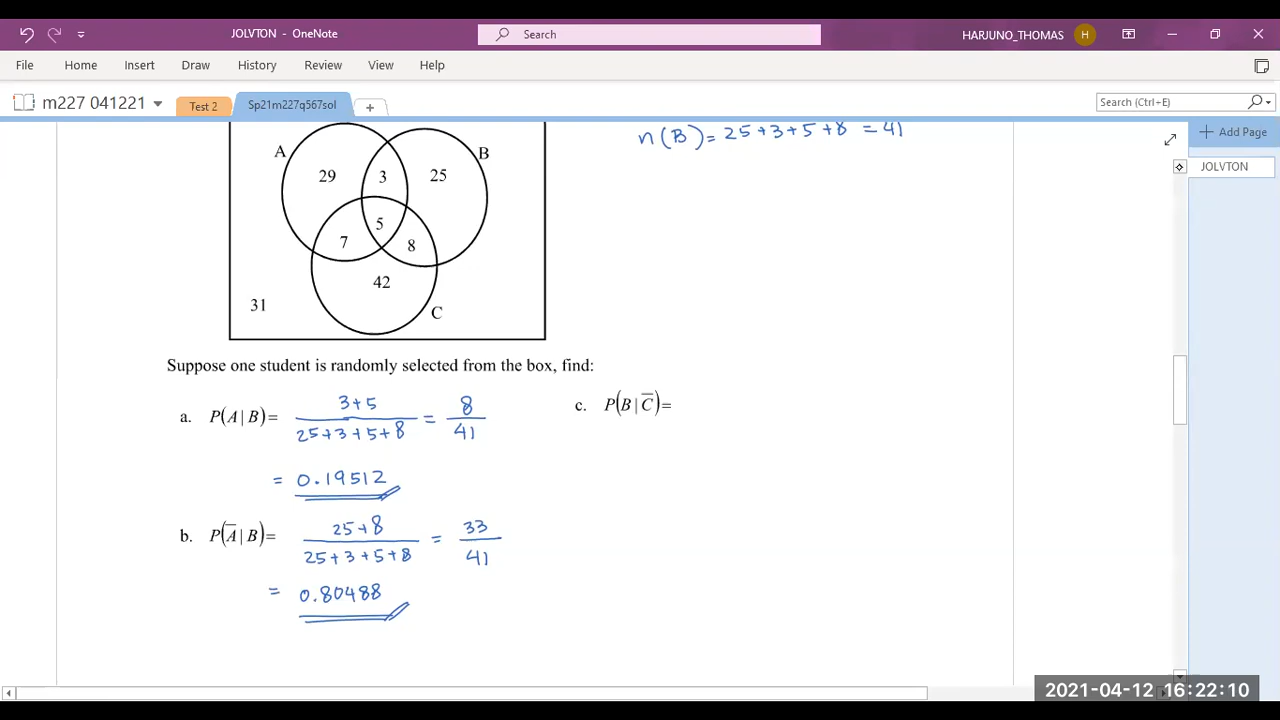 JOLVTON - OneNote
Search
HARJUNO_THOMAS
H
File Home Insert Draw History Review View Help
m227 041221
Test 2
Sp21m227q567sol
+
Search (Ctrl+E)
+ Add Page
JOLVTON
n(B) = 25+3+5+8 = 41
A
B
29
3
25
5
7
8
42
31
C
Suppose one student is randomly selected from the box, find:
a. P(A|B)= 3+5 / 25+3+5+8 = 8 / 41
= 0.19512
b. P(A̅|B)= 25+8 / 25+3+5+8 = 33 / 41
= 0.80488
c. P(B|C̅)=
2021-04-12 16:22:10